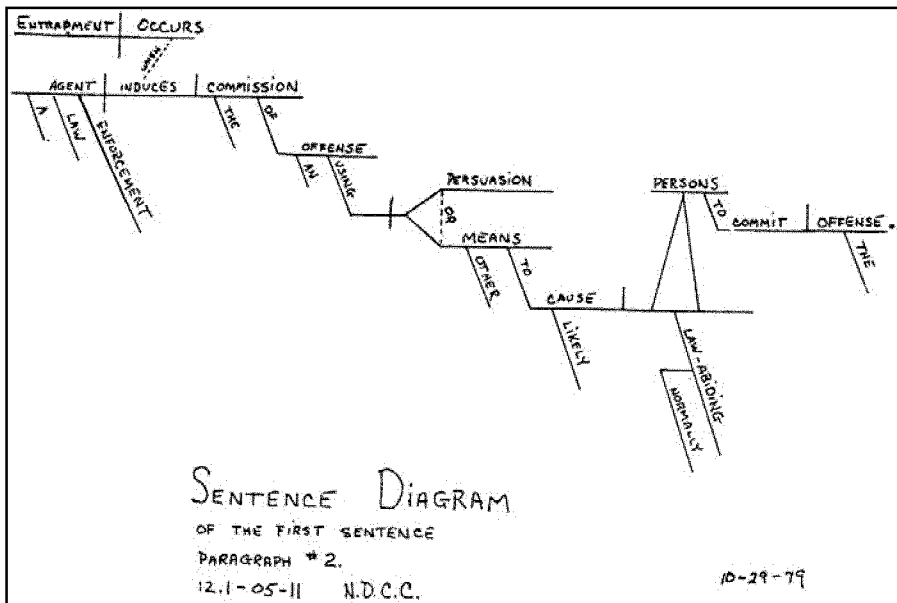 ENTRAPMENT OCCURS
WHEN
AGENT INDUCES COMMISSION
A LAW ENFORCEMENT THE OF
OFFENSE
AN USING
PERSUASION
OR
MEANS
OTHER TO
CAUSE
LIKELY
PERSONS
TO
COMMIT OFFENSE.
THE
LAW-ABIDING
NORMALLY
SENTENCE DIAGRAM
OF THE FIRST SENTENCE
PARAGRAPH #2.
12.1-05-11 N.D.C.C.
10-29-79